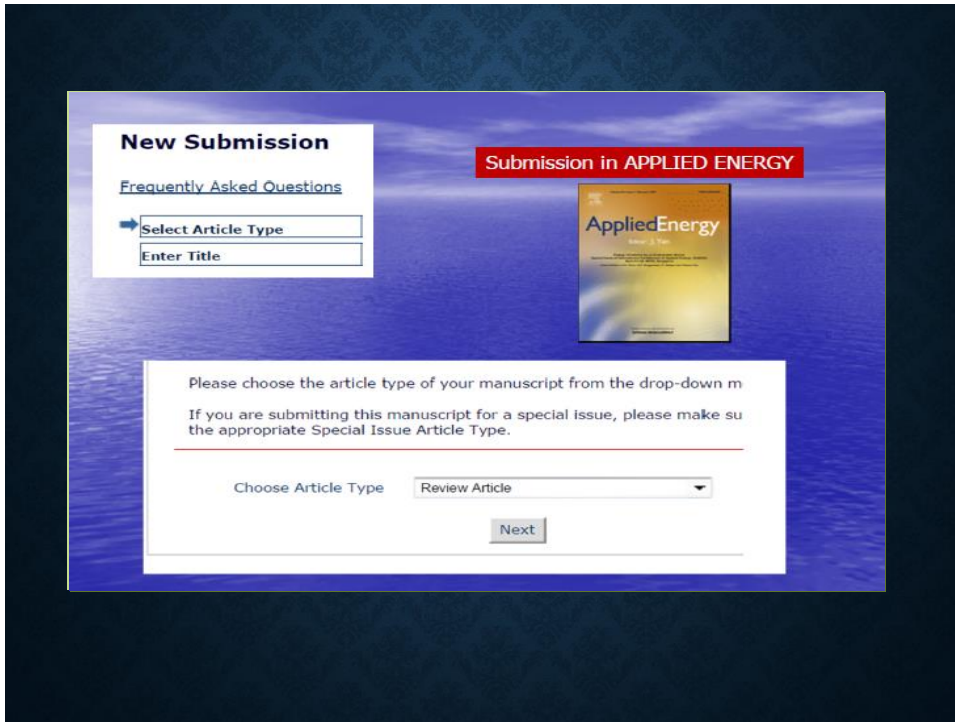 New Submission
Frequently Asked Questions
Select Article Type
Enter Title
Submission in APPLIED ENERGY
AppliedEnergy
Please choose the article type of your manuscript from the drop-down m
If you are submitting this manuscript for a special issue, please make su
the appropriate Special Issue Article Type.
Choose Article Type
Review Article
Next